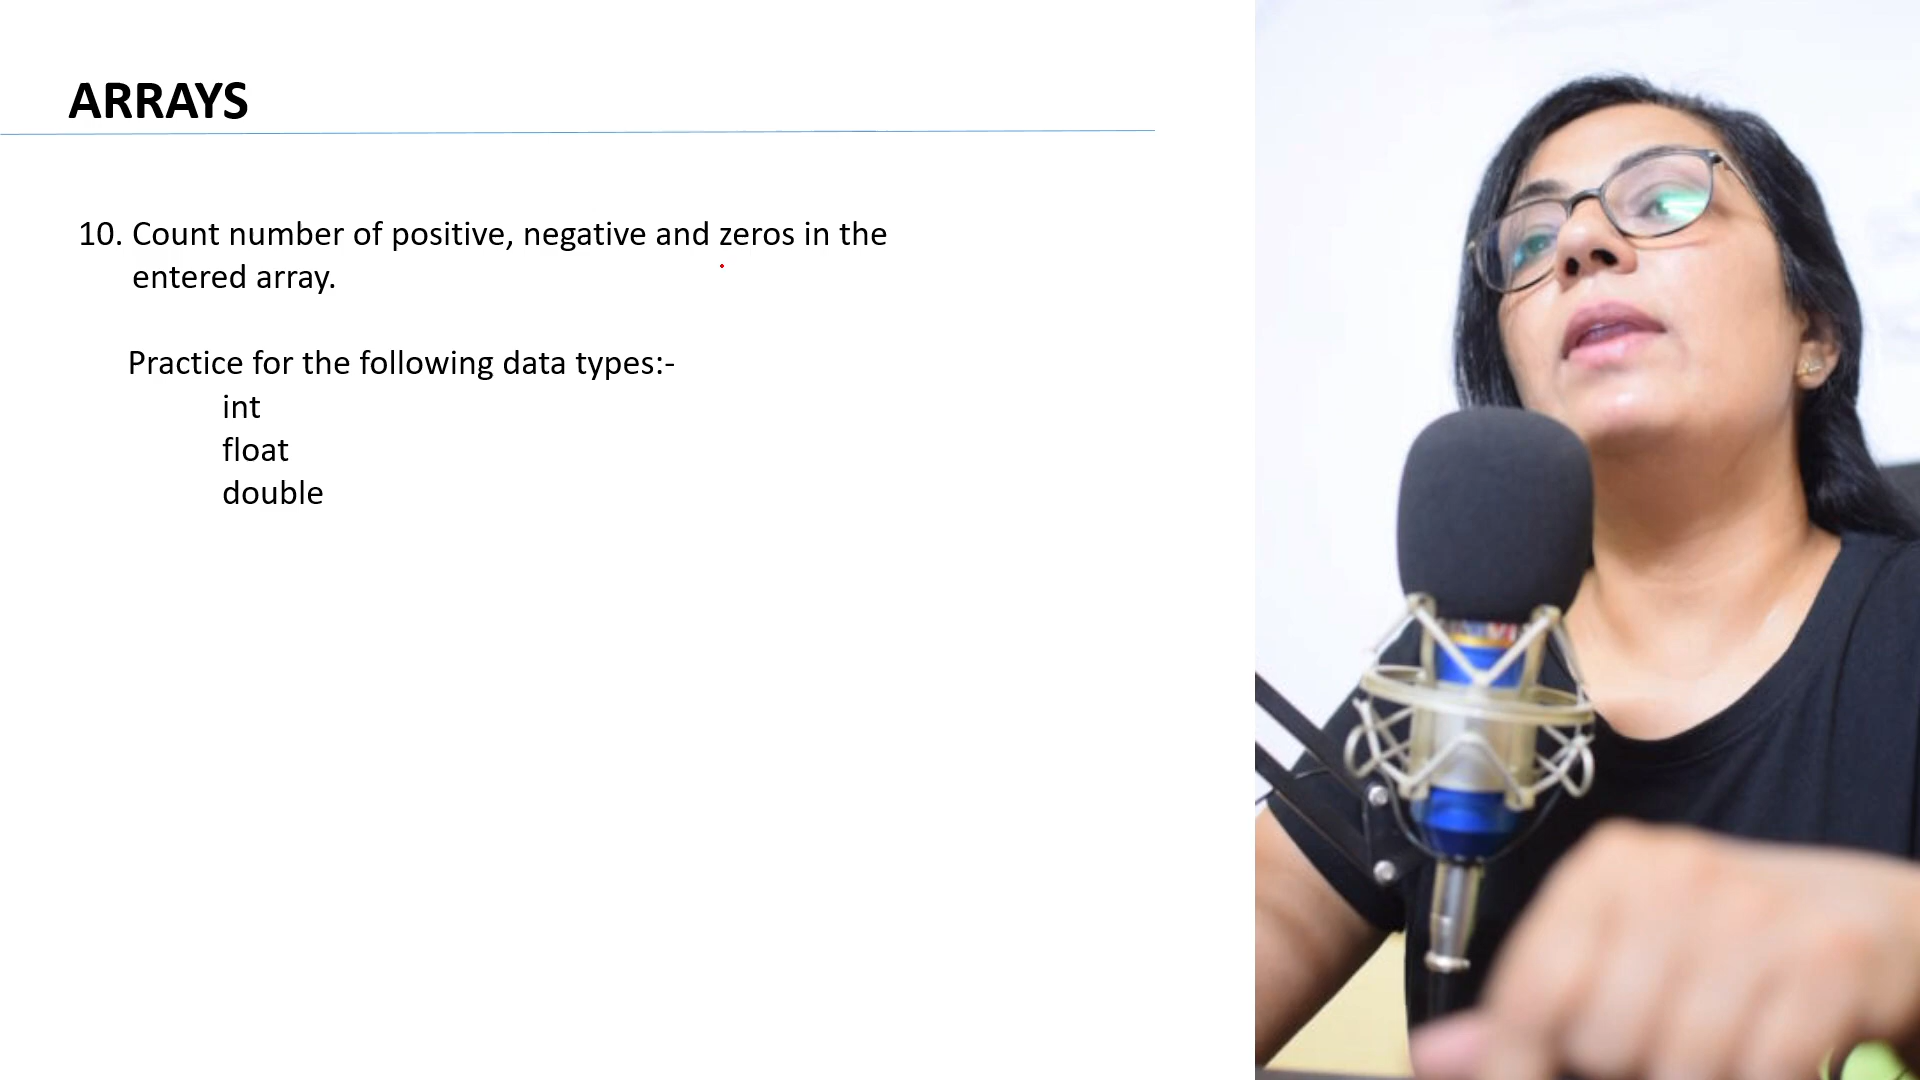 ARRAYS
10. Count number of positive, negative and zeros in the
entered array.
Practice for the following data types:-
int
float
double